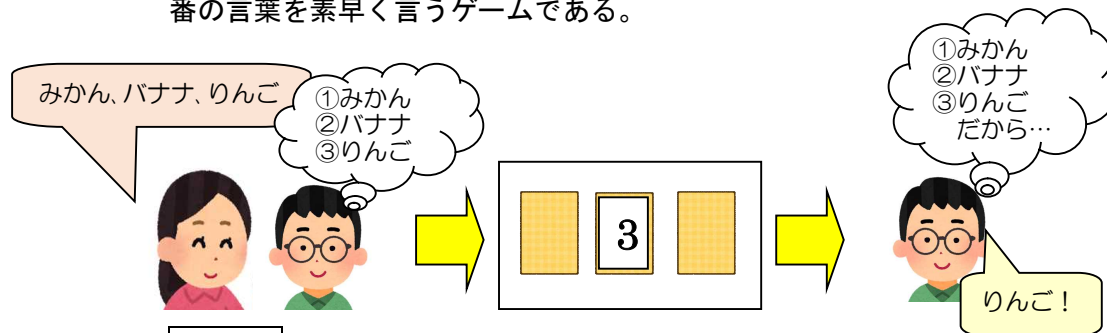 番の言葉を素早く言うゲームである。
みかん、バナナ、りんご
①みかん
②バナナ
③りんご
3
①みかん
②バナナ
③りんご
だから…
りんご！